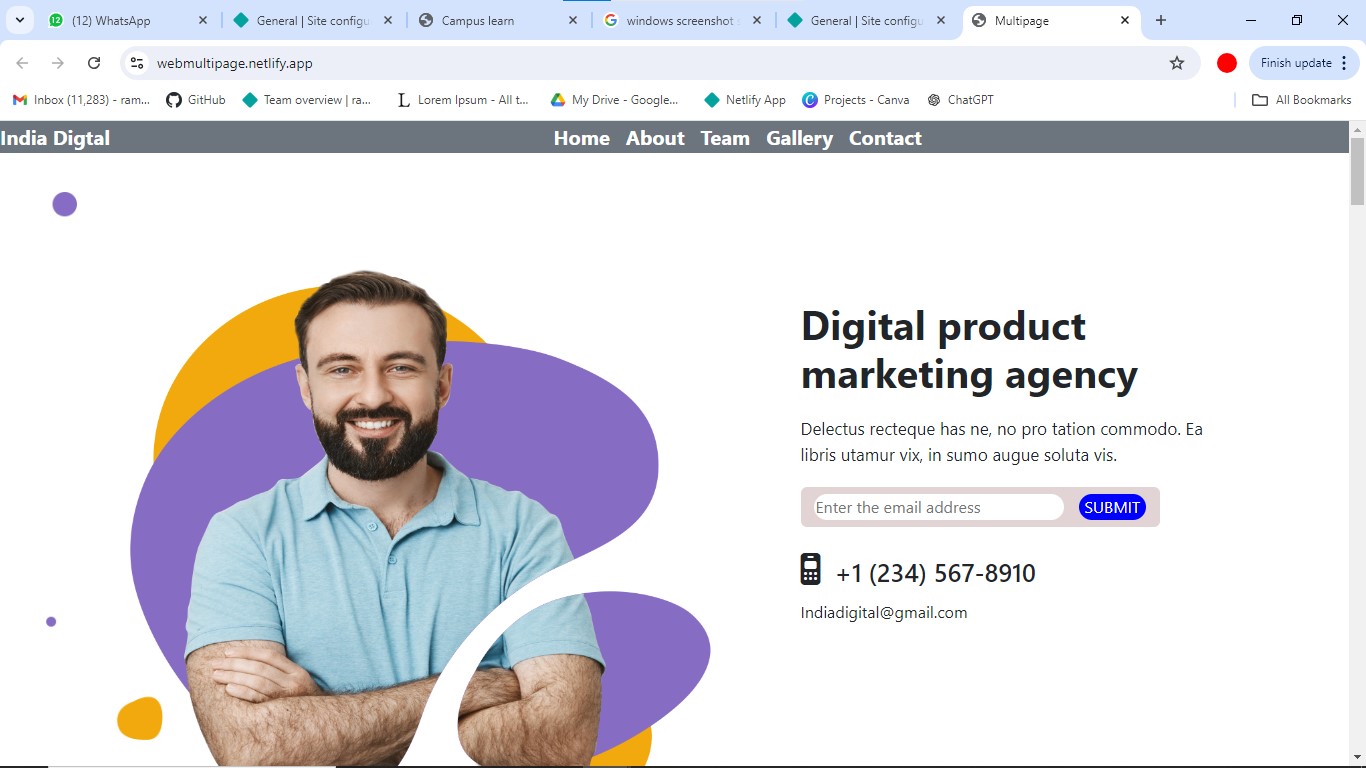 (12) WhatsApp
General | Site configu
Campus learn
windows screenshot s
General | Site configu
Multipage
webmultipage.netlify.app
Finish update
Inbox (11,283) - ram...
GitHub
Team overview | ra...
Lorem Ipsum - All t...
My Drive - Google...
Netlify App
Projects - Canva
ChatGPT
All Bookmarks
India Digtal
Home
About
Team
Gallery
Contact
Digital product
marketing agency
Delectus recteque has ne, no pro tation commodo. Ea
libris utamur vix, in sumo augue soluta vis.
Enter the email address
SUBMIT
+1 (234) 567-8910
Indiadigital@gmail.com